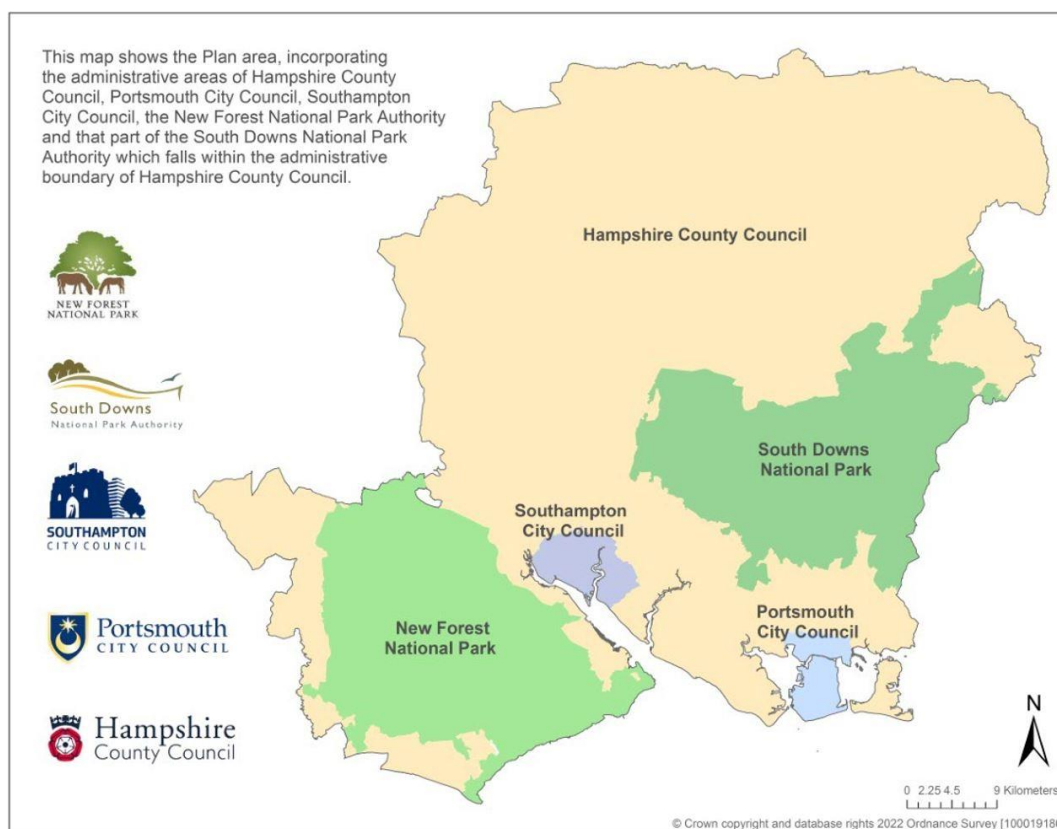 This map shows the Plan area, incorporating
the administrative areas of Hampshire County
Council, Portsmouth City Council, Southampton
City Council, the New Forest National Park Authority
and that part of the South Downs National Park
Authority which falls within the administrative
boundary of Hampshire County Council.
NEW FOREST
NATIONAL PARK
South Downs
National Park Authority
SOUTHAMPTON
CITY COUNCIL
Portsmouth
CITY COUNCIL
Hampshire
County Council
Hampshire County Council
South Downs
National Park
Southampton
City Council
New Forest
National Park
Portsmouth
City Council
N
0 2.25 4.5 9 Kilometers
© Crown copyright and database rights 2022 Ordnance Survey [100019180